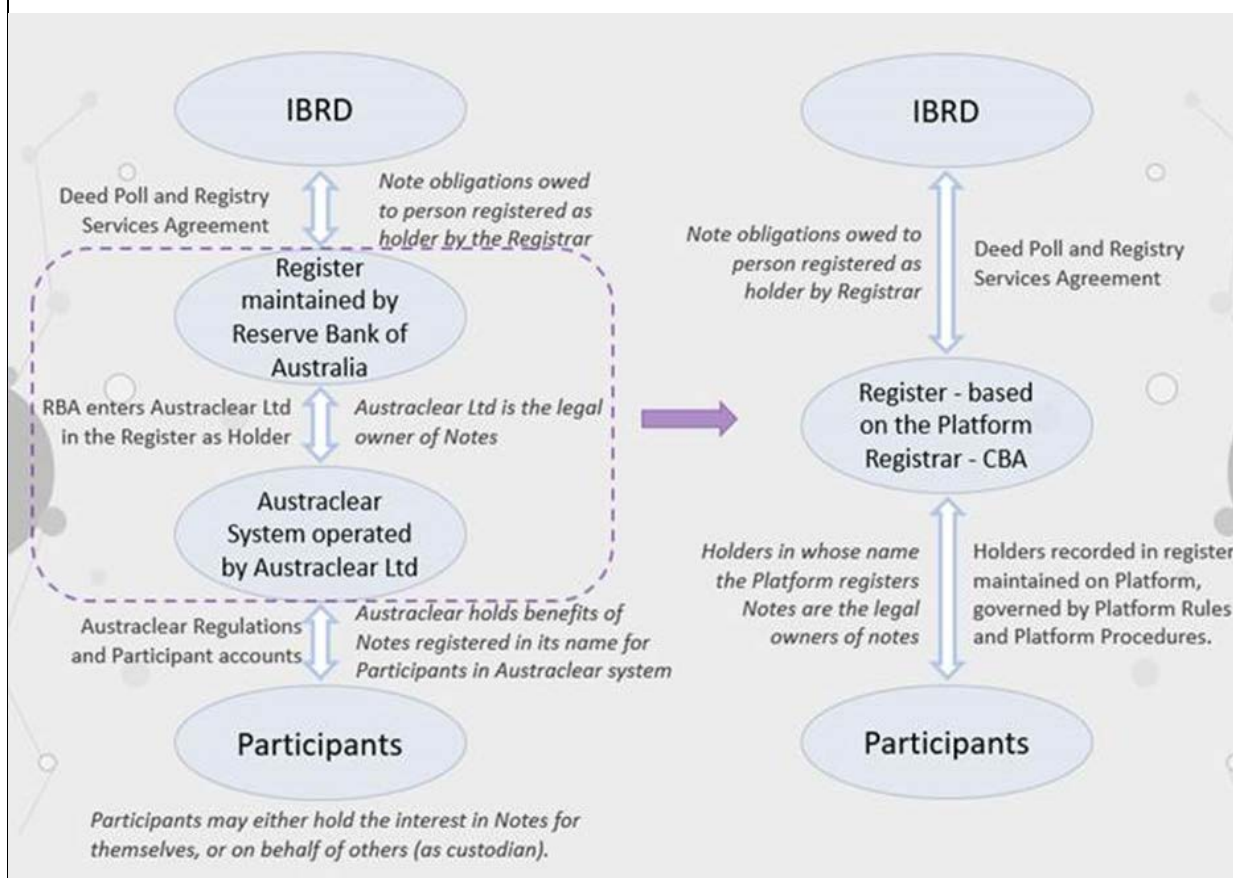 IBRD
Deed Poll and Registry
Services Agreement
Note obligations owed
to person registered as
holder by the Registrar
Register
maintained by
Reserve Bank of
Australia
RBA enters Austraclear Ltd
in the Register as Holder
Austraclear Ltd is the legal
owner of Notes
Austraclear
System operated
by Austraclear Ltd
Austraclear Regulations
and Participant accounts
Austraclear holds benefits of
Notes registered in its name for
Participants in Austraclear system
Participants
Participants may either hold the interest in Notes for
themselves, or on behalf of others (as custodian).
IBRD
Note obligations owed to
person registered as
holder by Registrar
Deed Poll and Registry
Services Agreement
Register - based
on the Platform
Registrar - CBA
Holders in whose name
the Platform registers
Notes are the legal
owners of notes
Holders recorded in register
maintained on Platform,
governed by Platform Rules
and Platform Procedures.
Participants